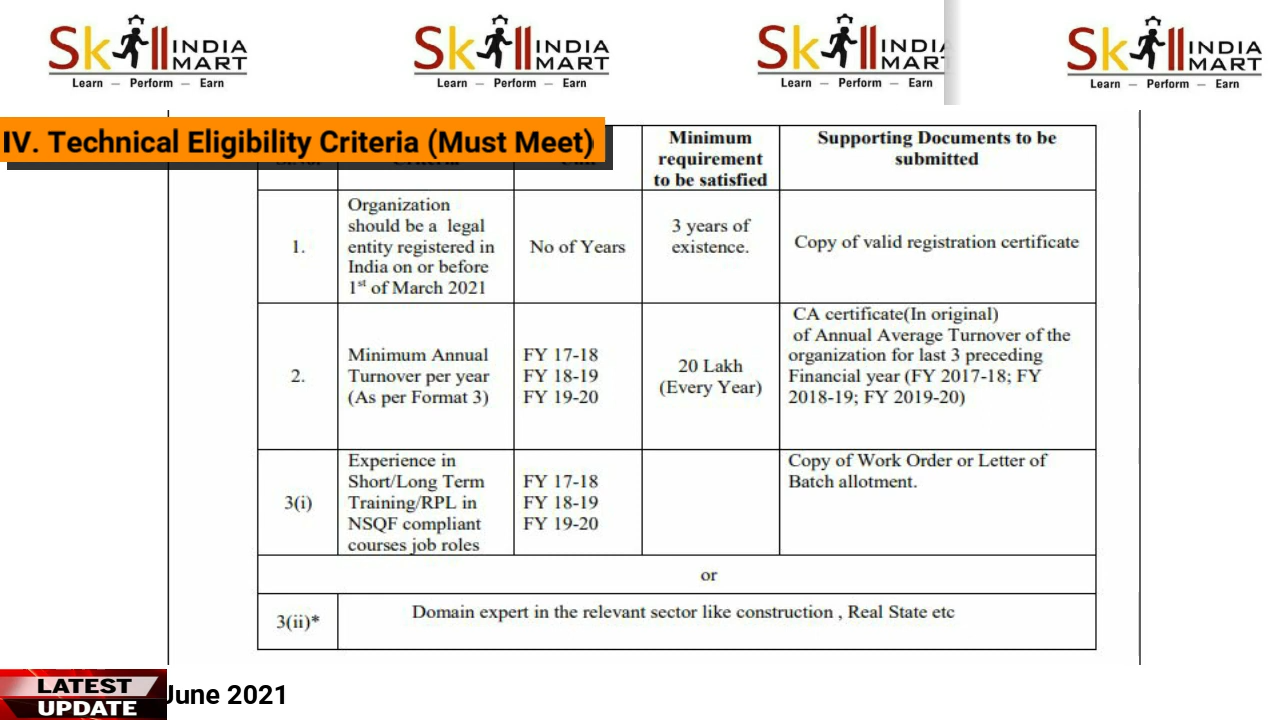 Skill INDIA MART
Learn – Perform – Earn
Skill INDIA MART
Learn – Perform – Earn
Skill INDIA MART
Learn – Perform – Earn
Skill INDIA MART
Learn – Perform – Earn
IV. Technical Eligibility Criteria (Must Meet)
Minimum
requirement
to be satisfied
Supporting Documents to be
submitted
1.
Organization
should be a legal
entity registered in
India on or before
1st of March 2021
No of Years
3 years of
existence.
Copy of valid registration certificate
2.
Minimum Annual
Turnover per year
(As per Format 3)
FY 17-18
FY 18-19
FY 19-20
20 Lakh
(Every Year)
CA certificate(In original)
of Annual Average Turnover of the
organization for last 3 preceding
Financial year (FY 2017-18; FY
2018-19; FY 2019-20)
3(i)
Experience in
Short/Long Term
Training/RPL in
NSQF compliant
courses job roles
FY 17-18
FY 18-19
FY 19-20
Copy of Work Order or Letter of
Batch allotment.
or
3(ii)*
Domain expert in the relevant sector like construction , Real State etc
LATEST
UPDATE
June 2021